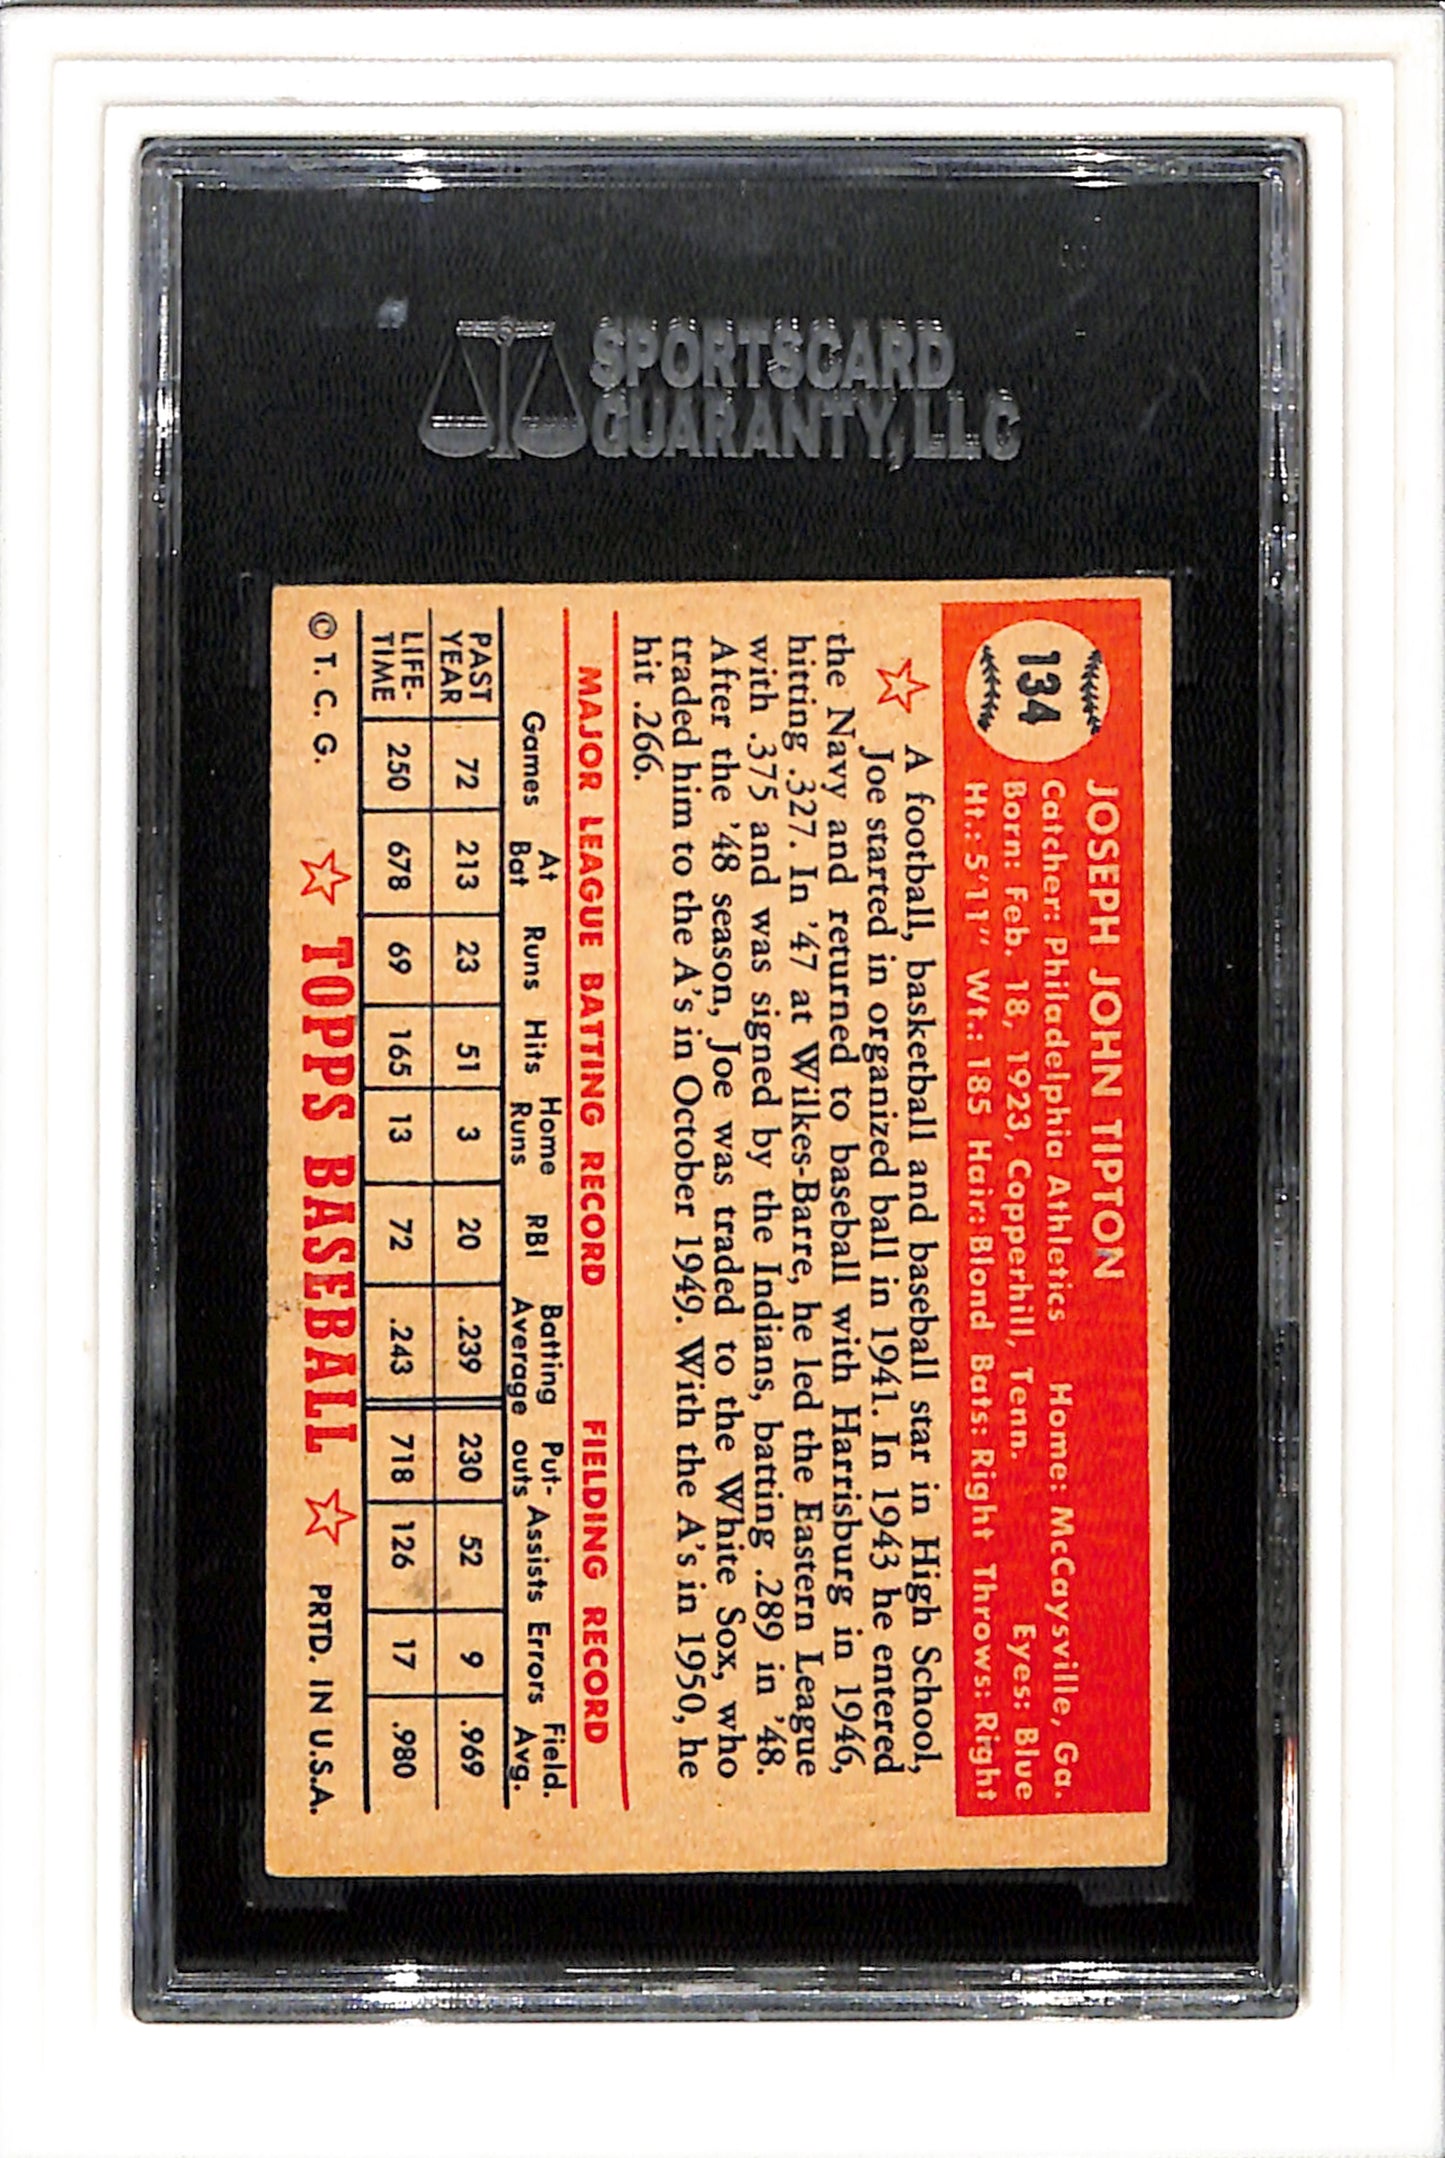 SPORTSCARD
GUARANTY, LLC
134
JOSEPH JOHN TIPTON
Catcher: Philadelphia Athletics Home: McCaysville, Ga.
Born: Feb. 18, 1923, Copperhill, Tenn. Eyes: Blue
Ht.: 5'11" Wt.: 185 Hair: Blond Bats: Right Throws: Right
A football, basketball and baseball star in High School,
Joe started in organized ball in 1941. In 1943 he entered
the Navy and returned to baseball with Harrisburg in 1946,
hitting .327. In '47 at Wilkes-Barre, he led the Eastern League
with .375 and was signed by the Indians, batting .289 in '48.
After the '48 season, Joe was traded to the White Sox, who
traded him to the A's in October 1949. With the A's in 1950, he
hit .266.
MAJOR LEAGUE BATTING RECORD FIELDING RECORD
Games At Bat Runs Hits Home Runs RBI Batting Average Put-outs Assists Errors Field. Avg.
PAST YEAR 72 213 23 51 3 20 .239 230 52 9 .969
LIFE-TIME 250 678 69 165 13 72 .243 718 126 17 .980
© T. C. G. TOPPS BASEBALL PRTD. IN U.S.A.